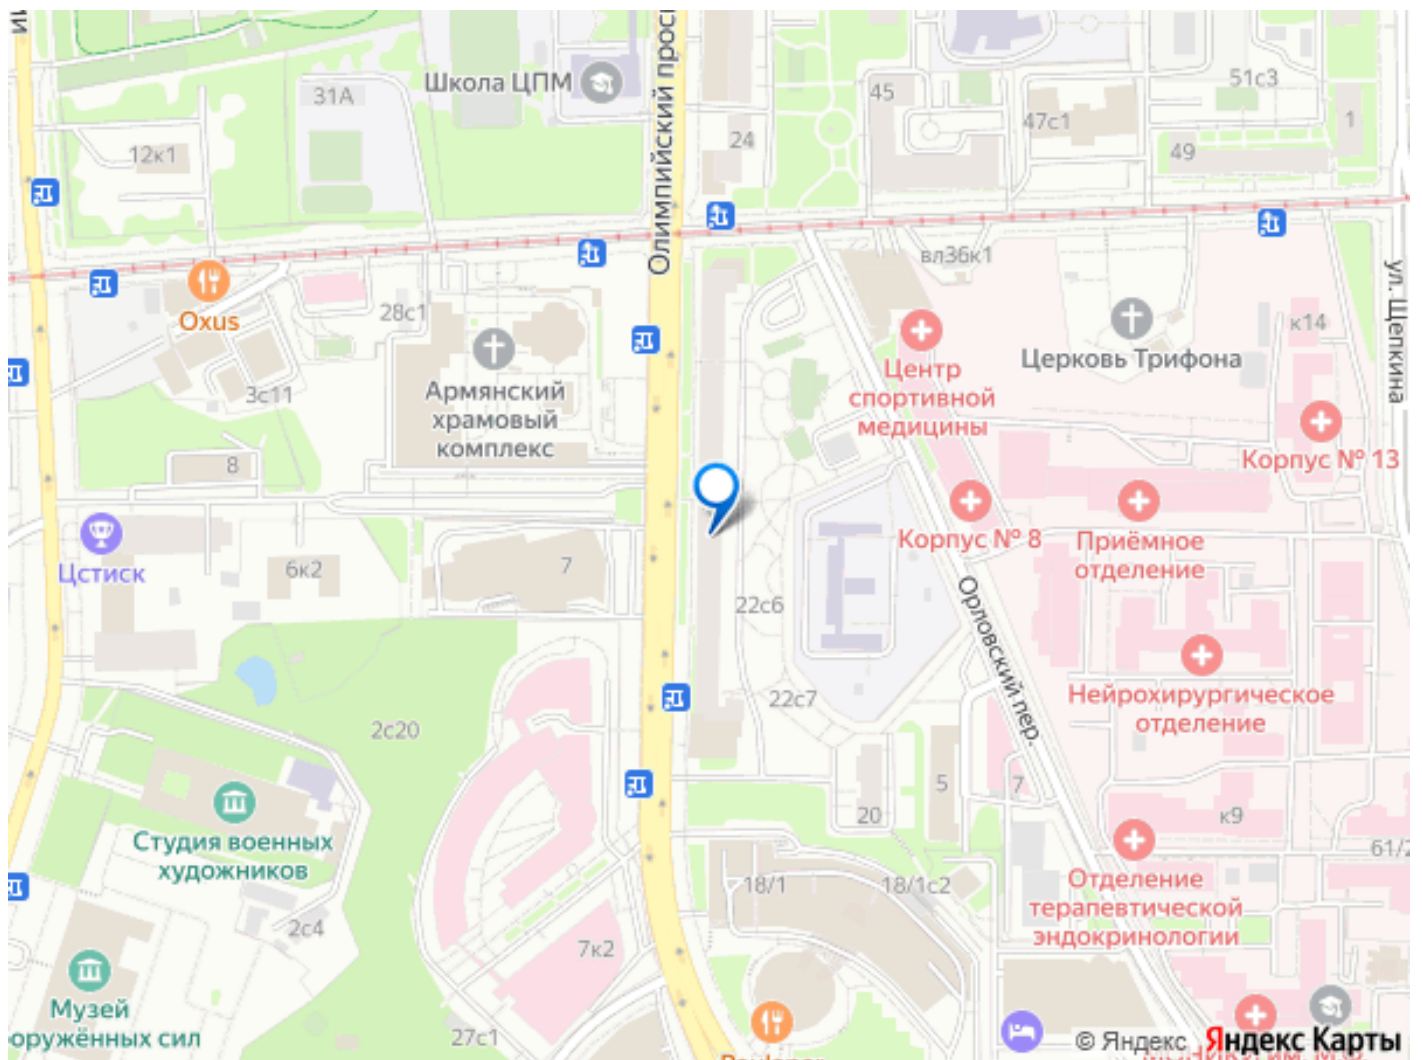 Олимпийский прос
Школа ЦПМ
31А
12к1
45
51с3
47с1
1
24
49
вл36к1
ул. Щепкина
Oxus
28с1
Армянский
храмовый
комплекс
3с11
8
Центр
спортивной
медицины
Церковь Трифона
к14
Корпус № 13
Корпус № 8
Приёмное
отделение
Цстиск
6к2
7
22с6
Орловский пер.
Нейрохирургическое
отделение
22с7
2с20
5
7
20
к9
61/2
Студия военных
художников
18/1
18/1с2
Отделение
терапевтической
эндокринологии
2с4
7к2
Музей
оружённых сил
27с1
© Яндекс Яндекс Карты